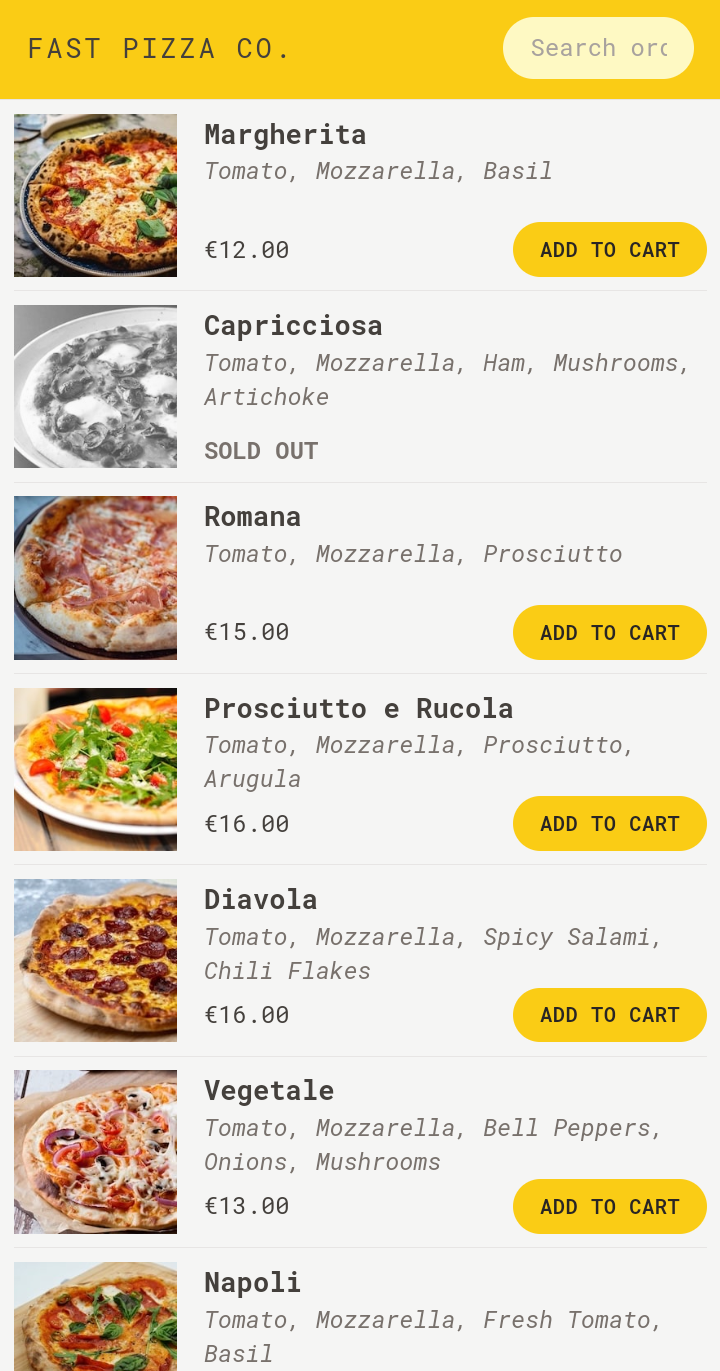 FAST PIZZA CO.
Search orc
Margherita
Tomato, Mozzarella, Basil
€12.00
ADD TO CART
Capricciosa
Tomato, Mozzarella, Ham, Mushrooms,
Artichoke
SOLD OUT
Romana
Tomato, Mozzarella, Prosciutto
€15.00
ADD TO CART
Prosciutto e Rucola
Tomato, Mozzarella, Prosciutto,
Arugula
€16.00
ADD TO CART
Diavola
Tomato, Mozzarella, Spicy Salami,
Chili Flakes
€16.00
ADD TO CART
Vegetale
Tomato, Mozzarella, Bell Peppers,
Onions, Mushrooms
€13.00
ADD TO CART
Napoli
Tomato, Mozzarella, Fresh Tomato,
Basil